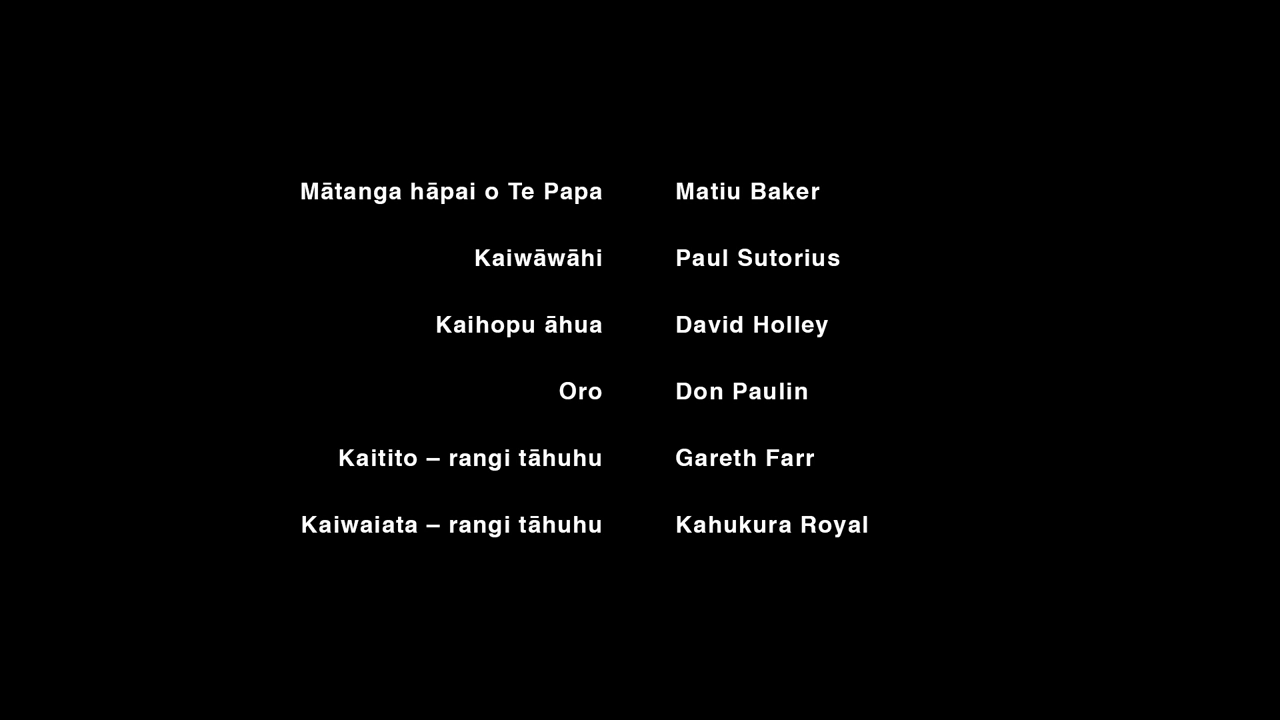 Mātanga hāpai o Te Papa Matiu Baker
Kaiwāwāhi Paul Sutorius
Kaihopu āhua David Holley
Oro Don Paulin
Kaitito – rangi tāhuhu Gareth Farr
Kaiwaiata – rangi tāhuhu Kahukura Royal